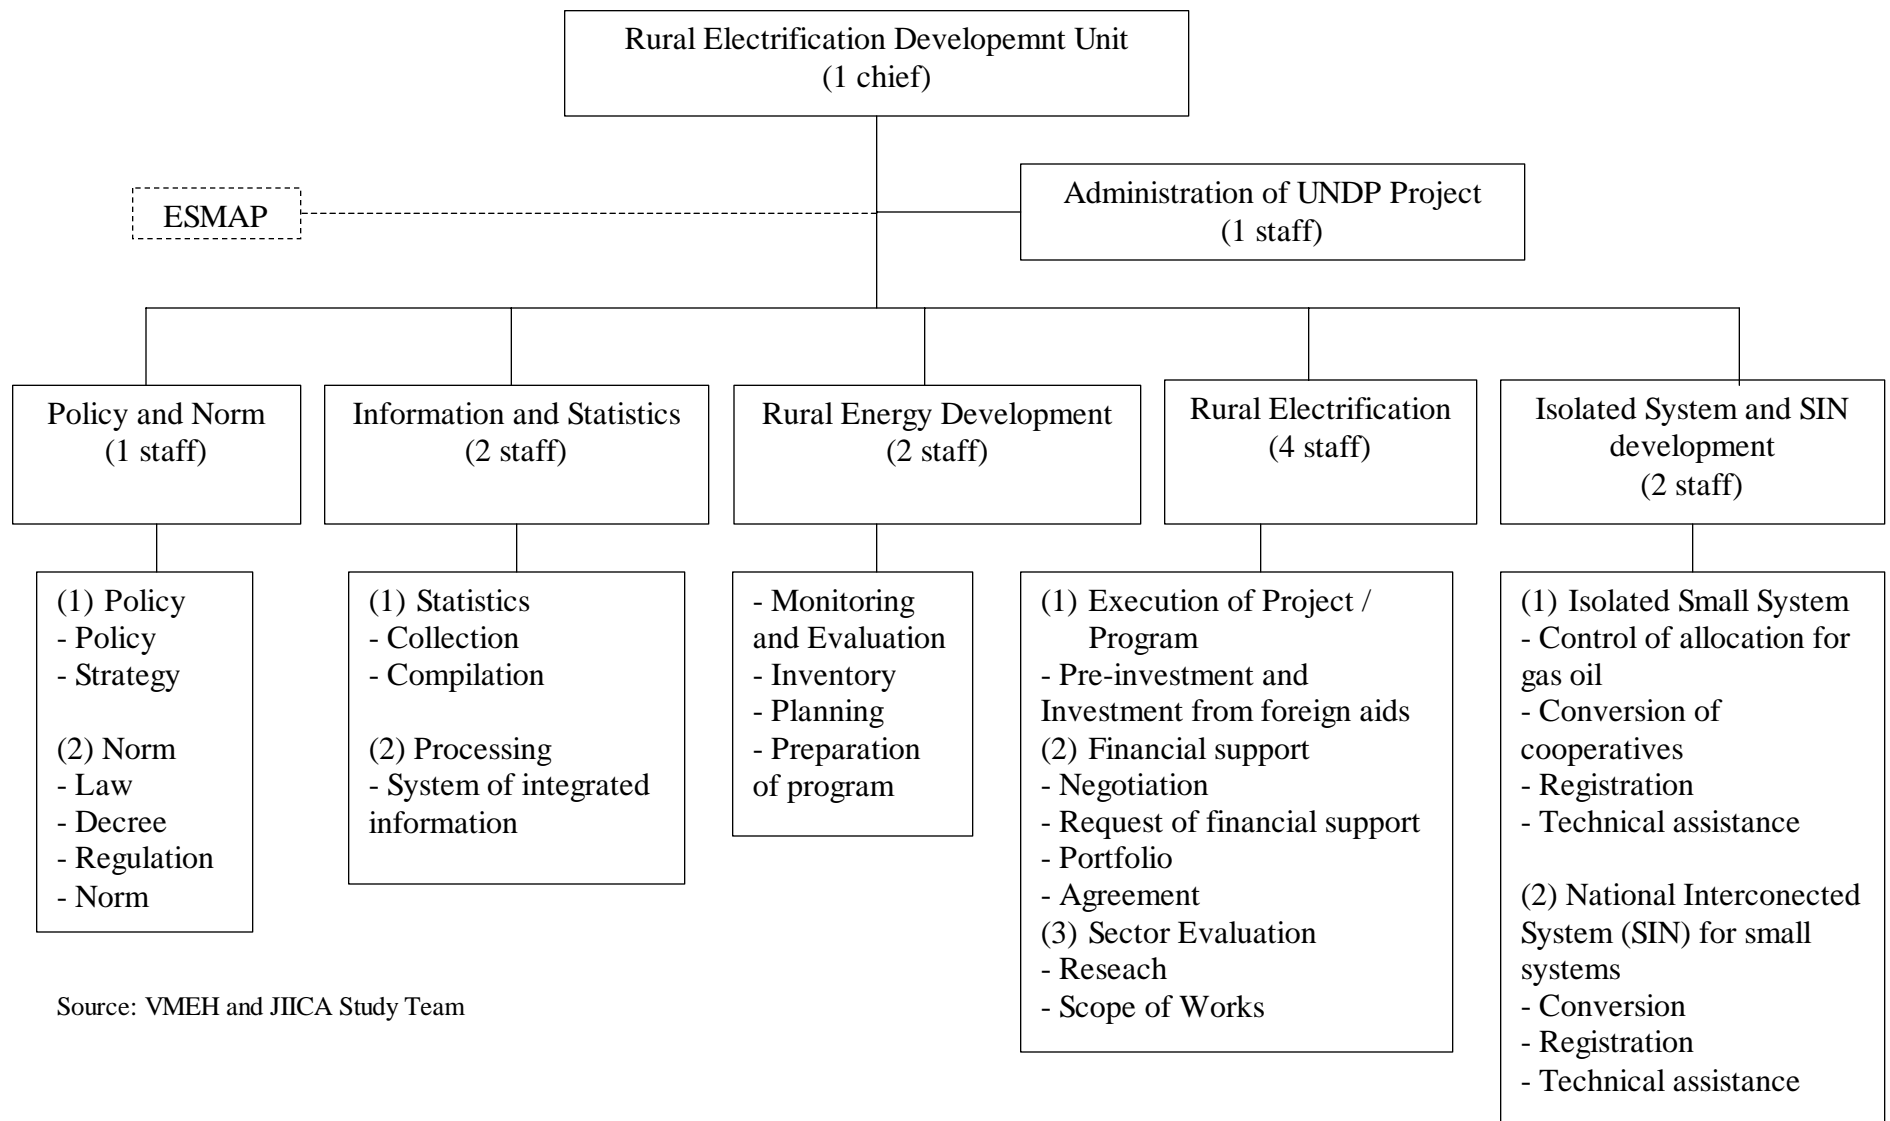 Rural Electrification Developemnt Unit
(1 chief)
ESMAP
Administration of UNDP Project
(1 staff)
Policy and Norm
(1 staff)
Information and Statistics
(2 staff)
Rural Energy Development
(2 staff)
Rural Electrification
(4 staff)
Isolated System and SIN
development
(2 staff)
(1) Policy
- Policy
- Strategy
(2) Norm
- Law
- Decree
- Regulation
- Norm
(1) Statistics
- Collection
- Compilation
(2) Processing
- System of integrated
information
- Monitoring
and Evaluation
- Inventory
- Planning
- Preparation
of program
(1) Execution of Project /
Program
- Pre-investment and
Investment from foreign aids
(2) Financial support
- Negotiation
- Request of financial support
- Portfolio
- Agreement
(3) Sector Evaluation
- Reseach
- Scope of Works
(1) Isolated Small System
- Control of allocation for
gas oil
- Conversion of
cooperatives
- Registration
- Technical assistance
(2) National Interconected
System (SIN) for small
systems
- Conversion
- Registration
- Technical assistance
Source: VMEH and JIICA Study Team